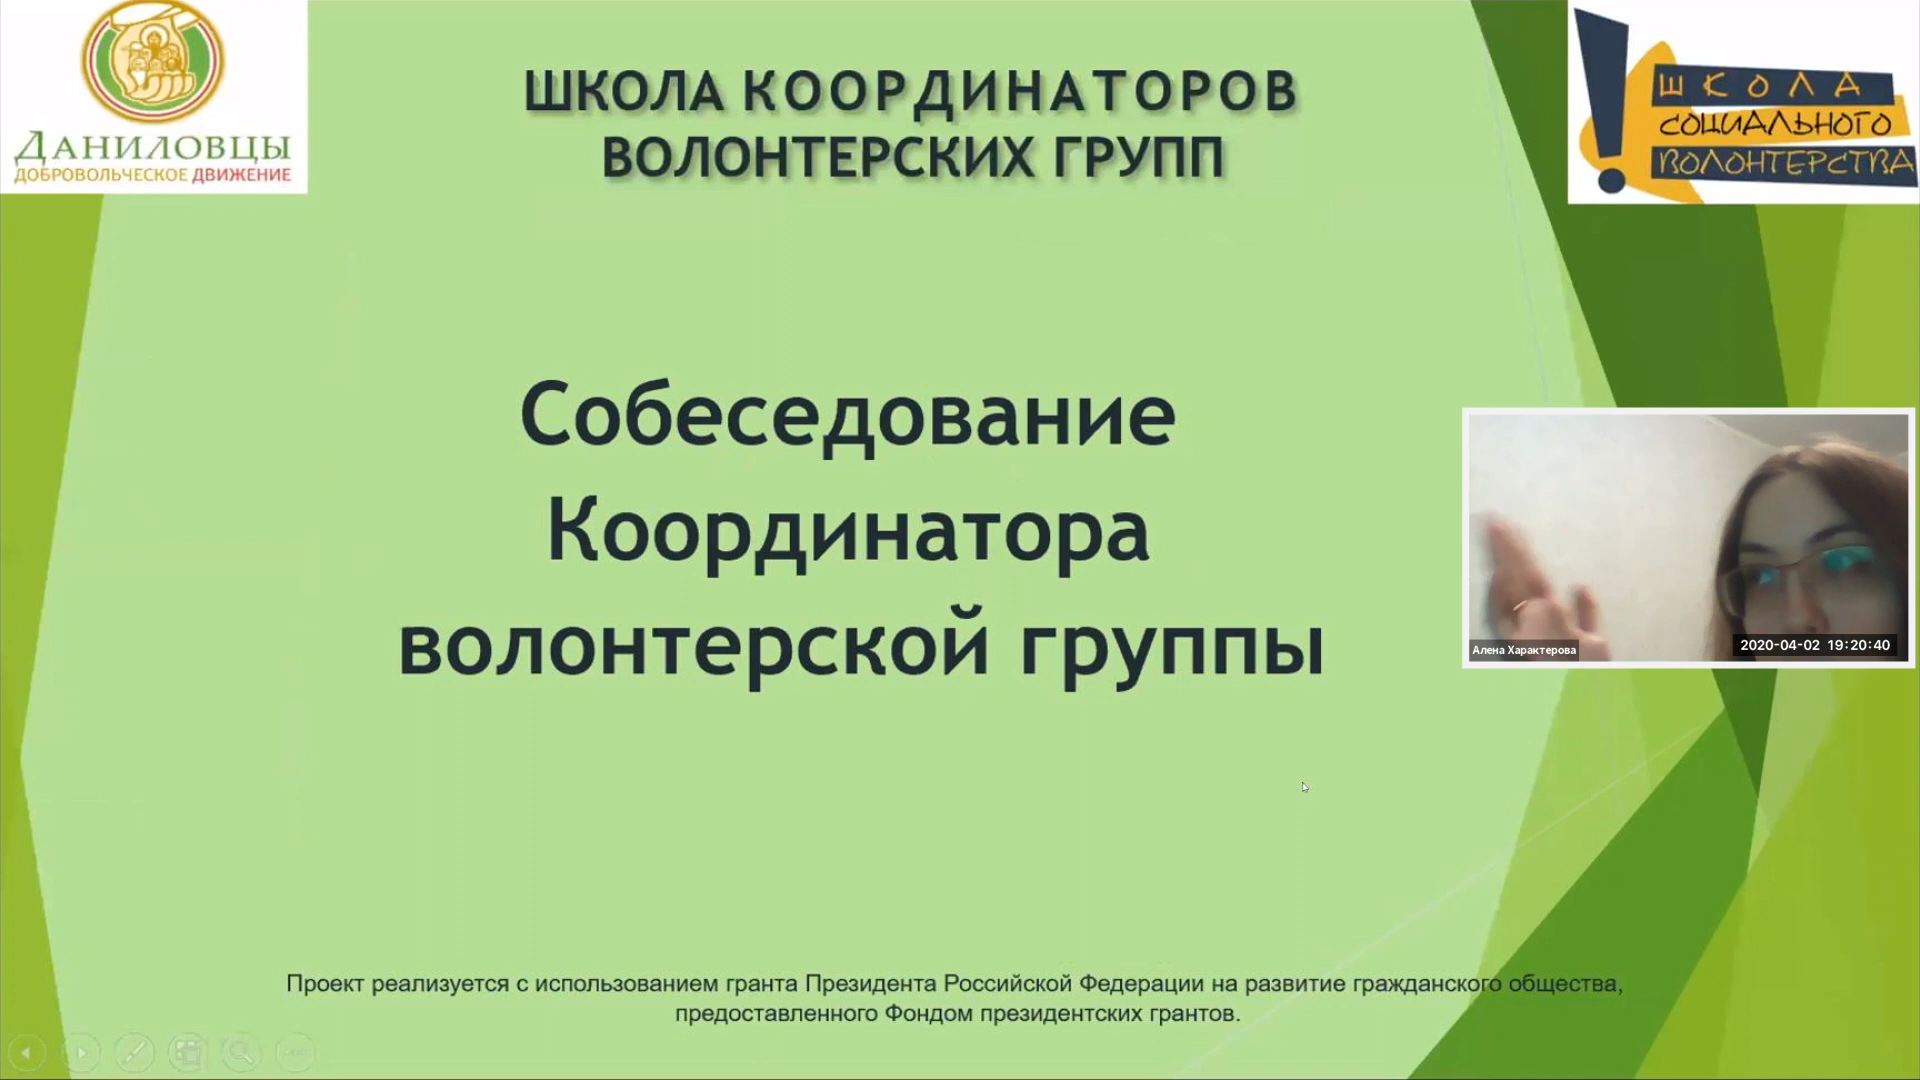 ДАНИЛОВЦЫ
ДОБРОВОЛЬЧЕСКОЕ ДВИЖЕНИЕ
ШКОЛА КООРДИНАТОРОВ
ВОЛОНТЕРСКИХ ГРУПП
ШКОЛА
СОЦИАЛЬНОГО
ВОЛОНТЕРСТВА
Собеседование
Координатора
волонтерской группы
Алена Характерова
2020-04-02 19:20:40
Проект реализуется с использованием гранта Президента Российской Федерации на развитие гражданского общества,
предоставленного Фондом президентских грантов.